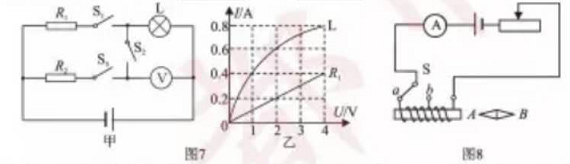 R₁ S₁ L
S₂
R₂ S₃ V
甲
I/A
0.8 L
0.6
0.4 R₁
0.2
0 1 2 3 4 U/V
乙
图7
A
S
a b
A B
图8